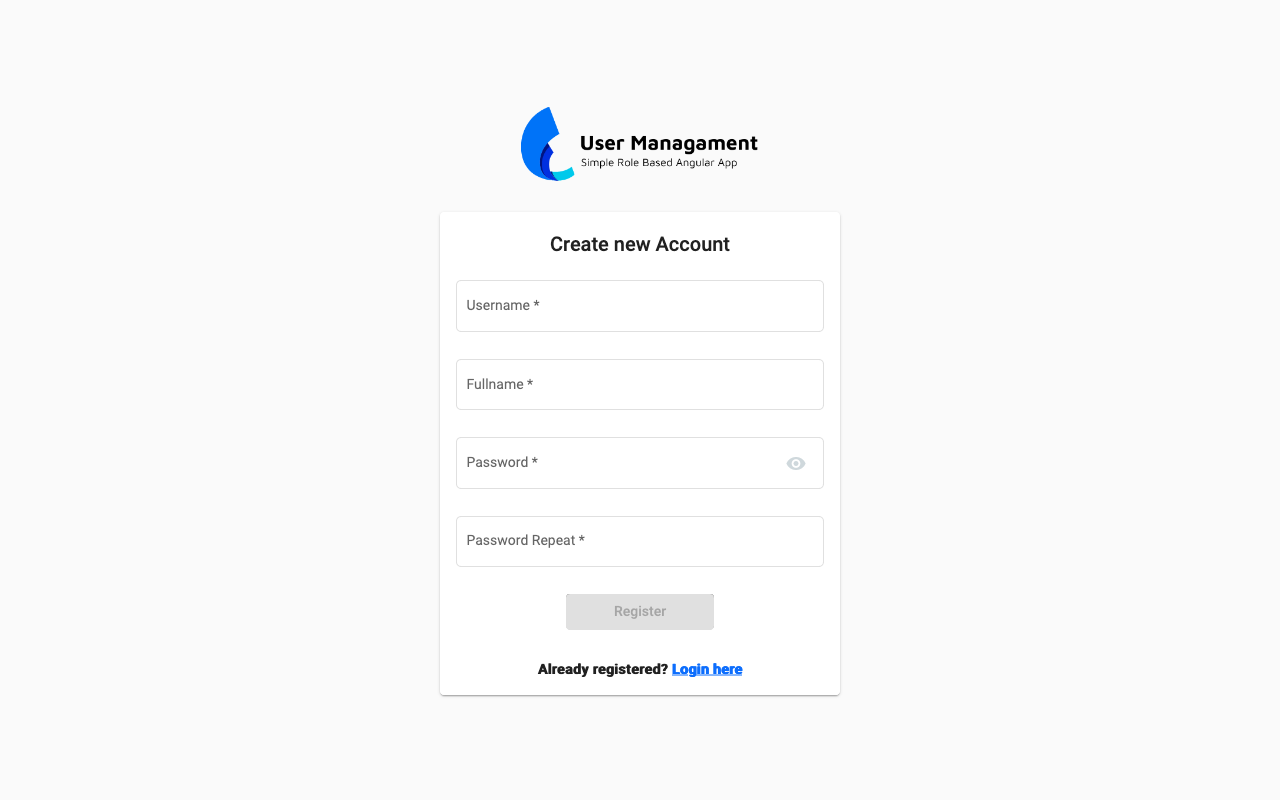 User Managament
Simple Role Based Angular App
Create new Account
Username *
Fullname *
Password *
Password Repeat *
Register
Already registered? Login here